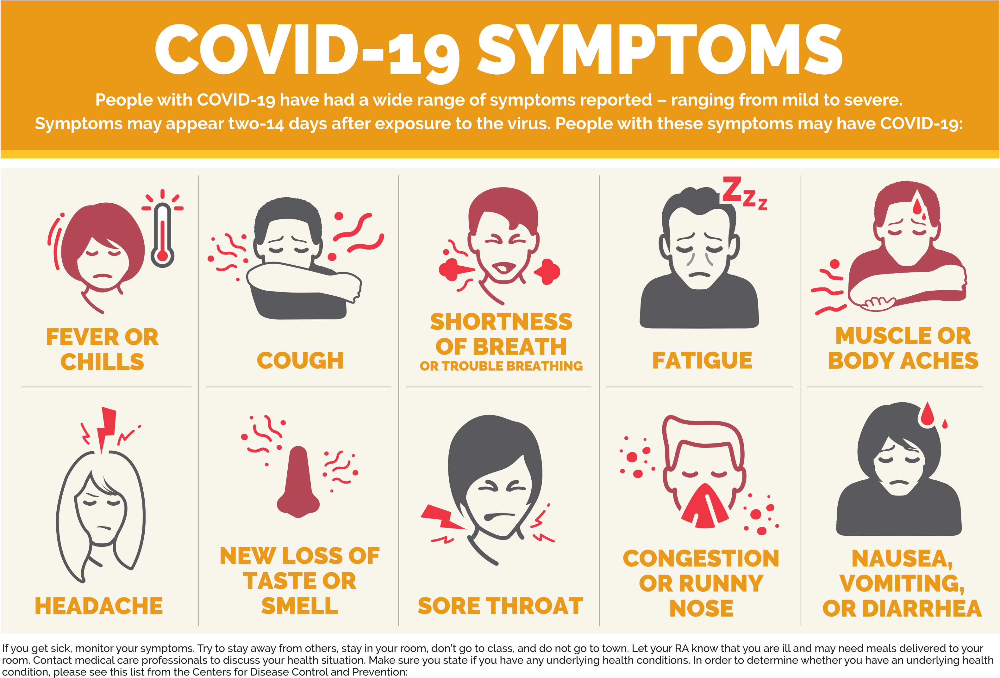 COVID-19 SYMPTOMS
People with COVID-19 have had a wide range of symptoms reported – ranging from mild to severe.
Symptoms may appear two-14 days after exposure to the virus. People with these symptoms may have COVID-19:
Z z z
FEVER OR
CHILLS
COUGH
SHORTNESS
OF BREATH
OR TROUBLE BREATHING
FATIGUE
MUSCLE OR
BODY ACHES
HEADACHE
NEW LOSS OF
TASTE OR
SMELL
SORE THROAT
CONGESTION
OR RUNNY
NOSE
NAUSEA,
VOMITING,
OR DIARRHEA
If you get sick, monitor your symptoms. Try to stay away from others, stay in your room, don't go to class, and do not go to town. Let your RA know that you are ill and may need meals delivered to your
room. Contact medical care professionals to discuss your health situation. Make sure you state if you have any underlying health conditions. In order to determine whether you have an underlying health
condition, please see this list from the Centers for Disease Control and Prevention: